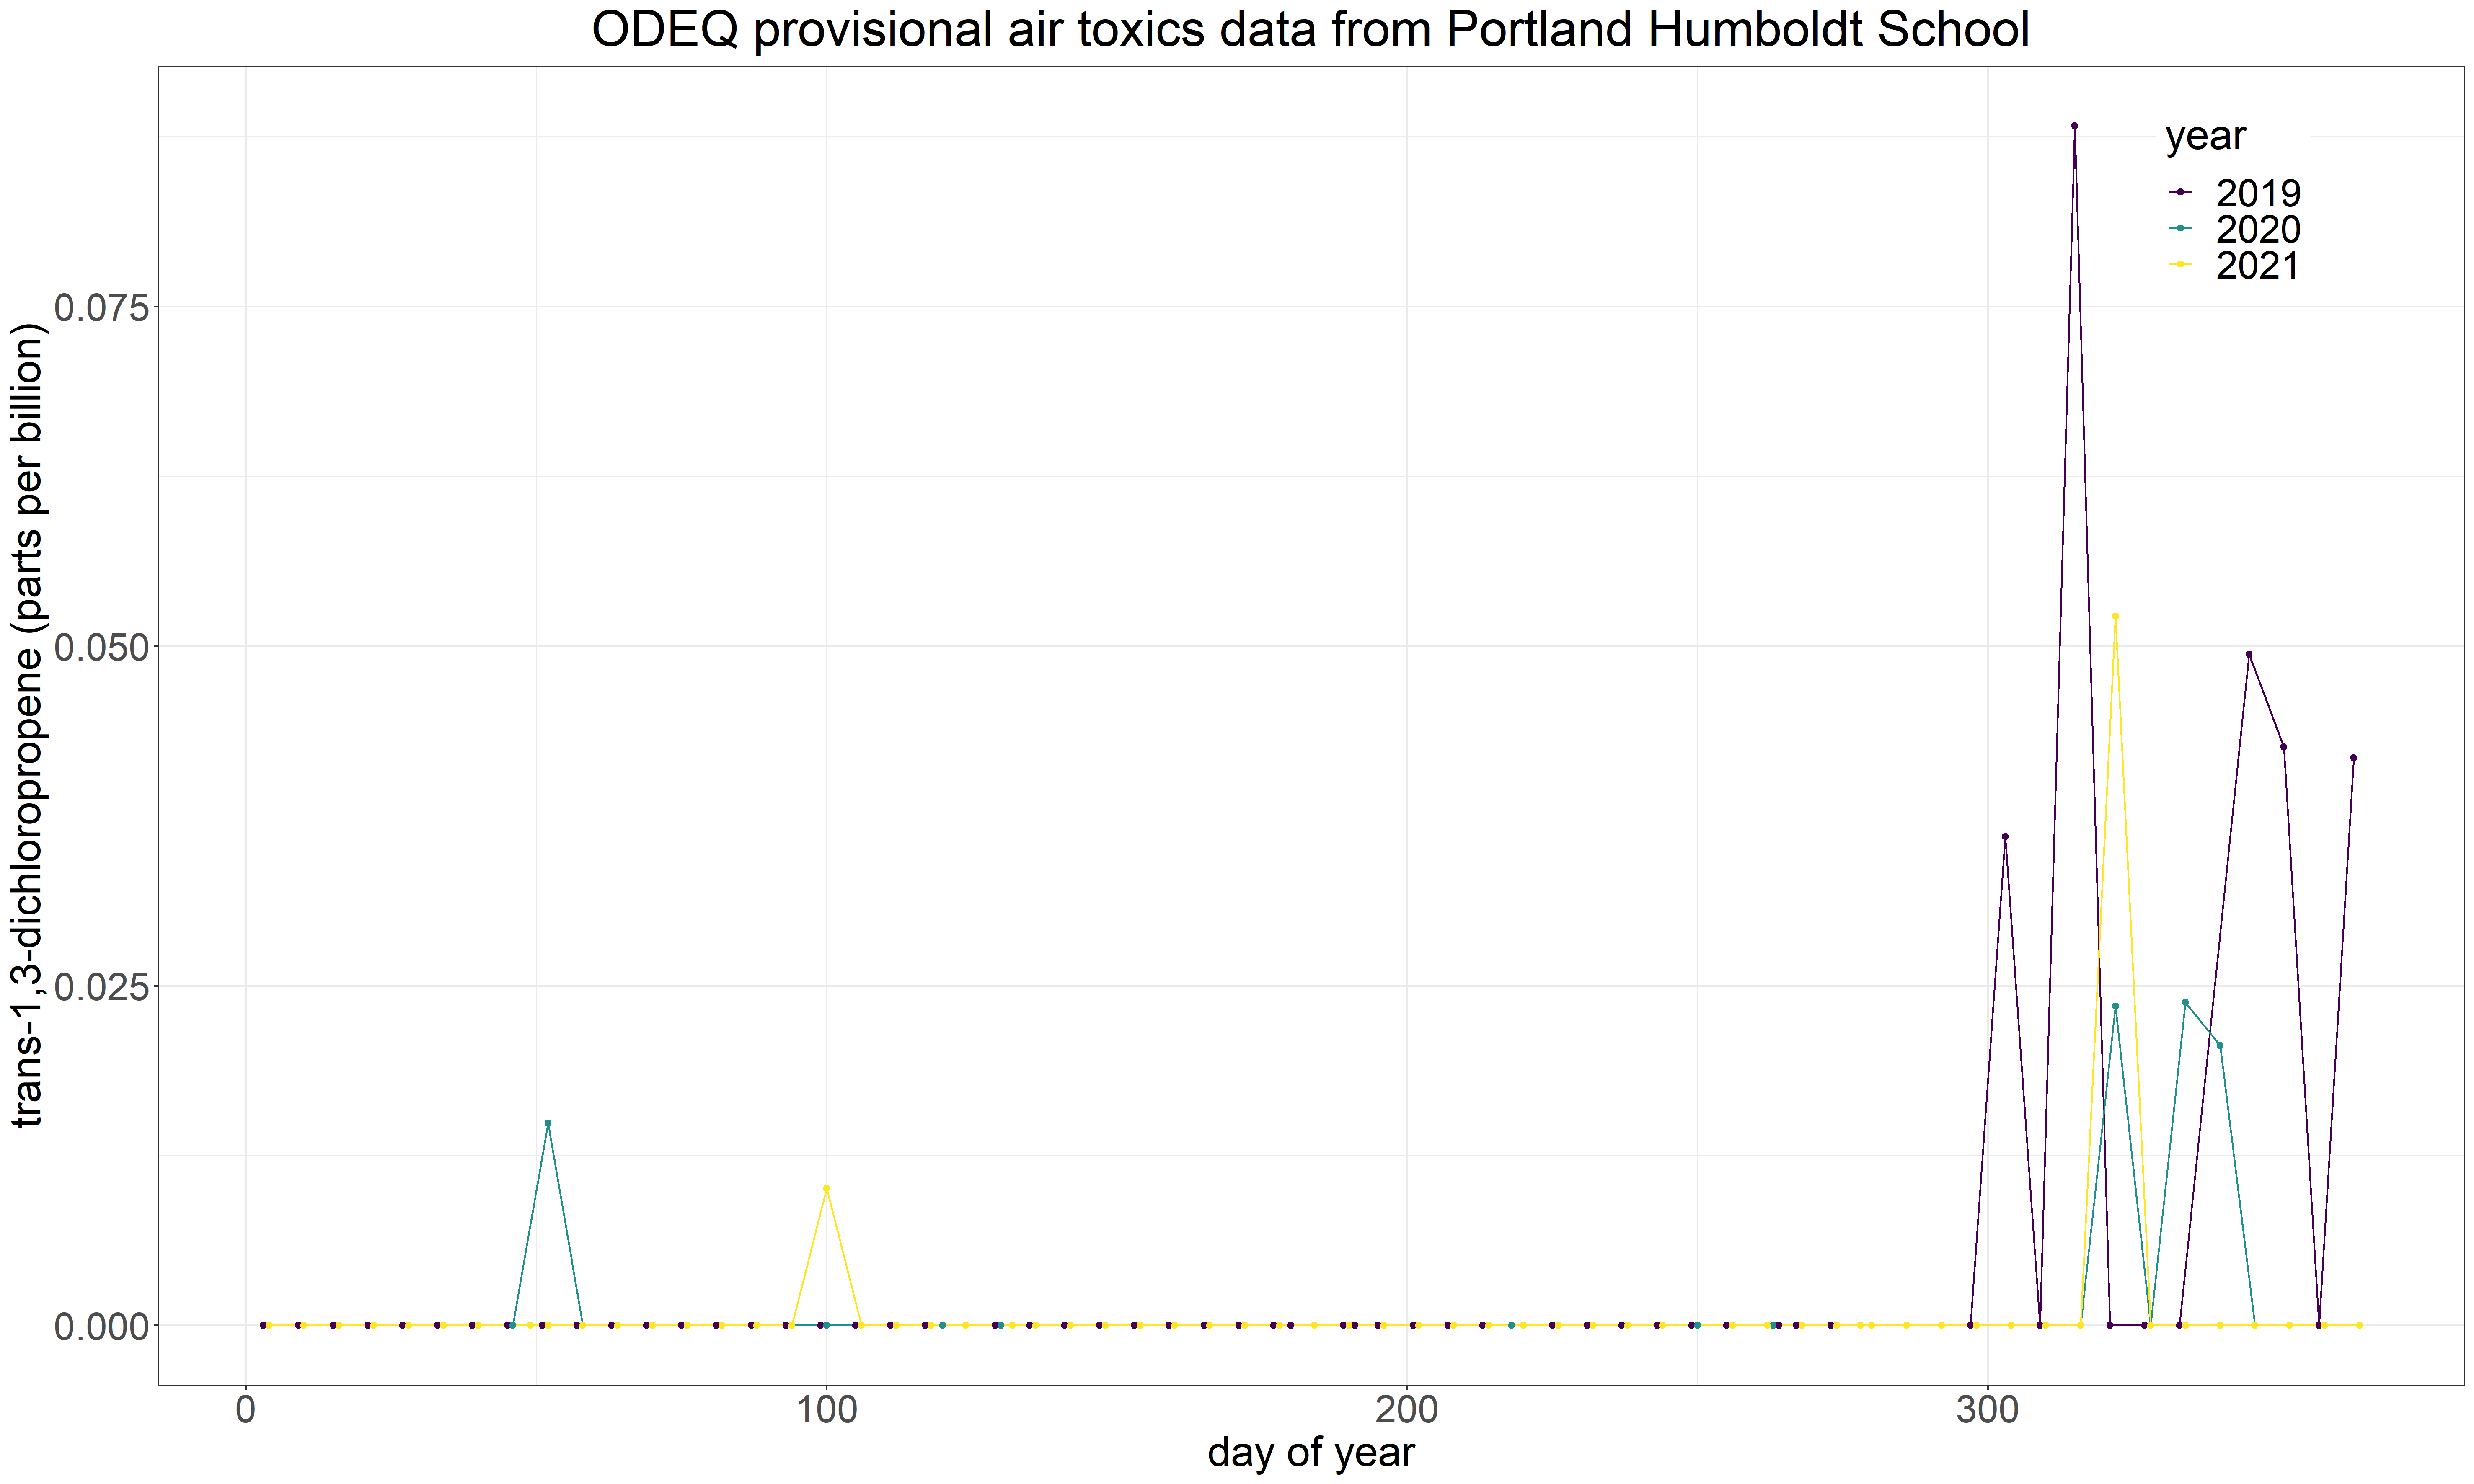 ODEQ provisional air toxics data from Portland Humboldt School
year
2019
2020
2021
trans-1,3-dichloropropene (parts per billion)
0.075
0.050
0.025
0.000
0
100
200
300
day of year